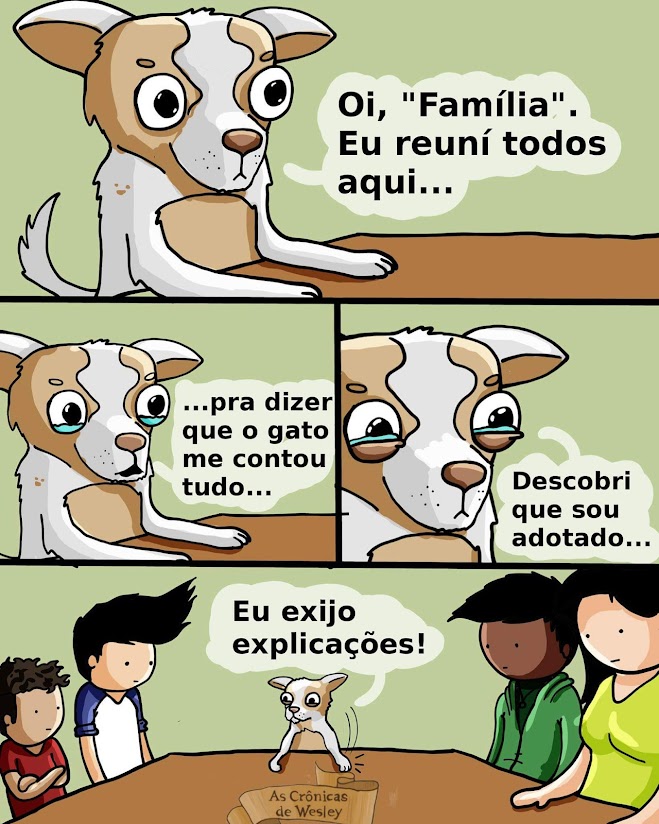 Oi, "Família".
Eu reuní todos
aqui...
...pra dizer
que o gato
me contou
tudo...
Descobri
que sou
adotado...
Eu exijo
explicações!
As Crônicas
de Wesley